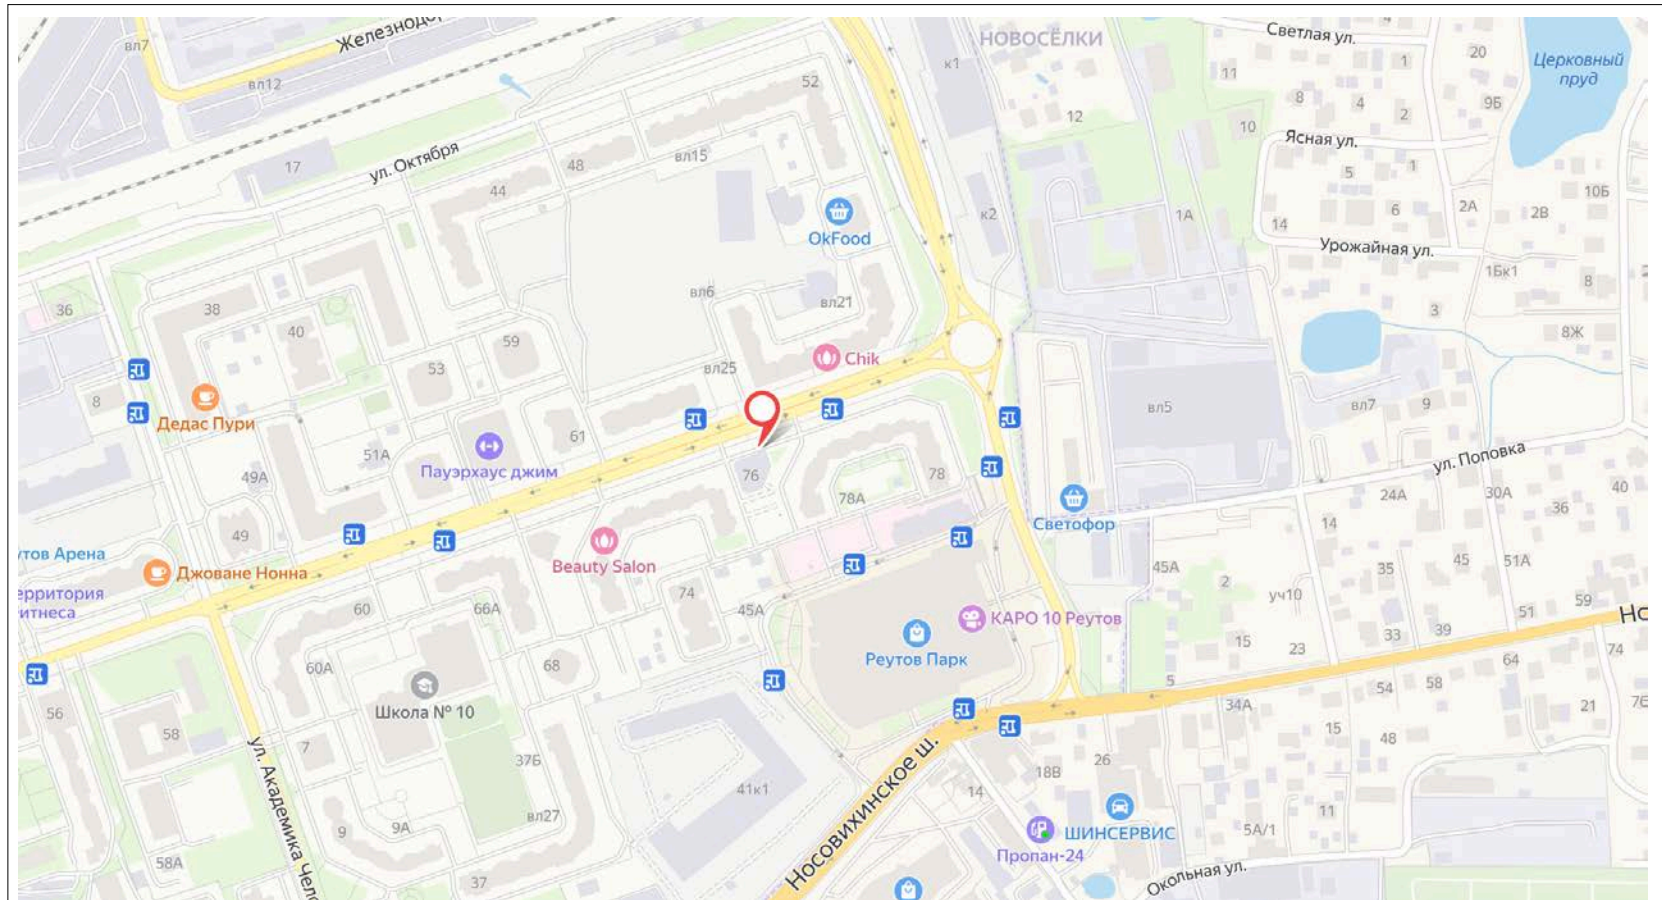 Железнодор
НОВОСЁЛКИ
Светлая ул.
4
вл7
к1
1
20
Церковный
пруд
вл12
52
11
8
4
2
9Б
12
10
ул. Октября
17
48
вл15
Ясная ул.
5
1
44
10Б
к2
1А
14
6
2А
2В
OkFood
Урожайная ул.
1Бк1
8
36
38
вл6
вл21
3
40
59
8Ж
53
вл25
Chik
8
Дедас Пури
вл5
вл7
9
61
51А
Пауэрхаус джим
49А
76
78
78А
ул. Поповка
24А
30А
40
36
49
Светофор
14
утов Арена
Джоване Нонна
Beauty Salon
45А
35
45
51А
ерритория
итнеса
60
66А
74
45А
2
уч10
59
51
КАРО 10 Реутов
33
39
Но
15
23
Реутов Парк
60А
68
5
64
74
54
58
56
Школа № 10
34А
21
76
58
7
37Б
15
48
ул. Академика Чело
Носовихинское ш.
26
18В
41к1
14
9
9А
вл27
ШИНСЕРВИС
5А/1
11
58А
Пропан-24
37
Окольная ул.